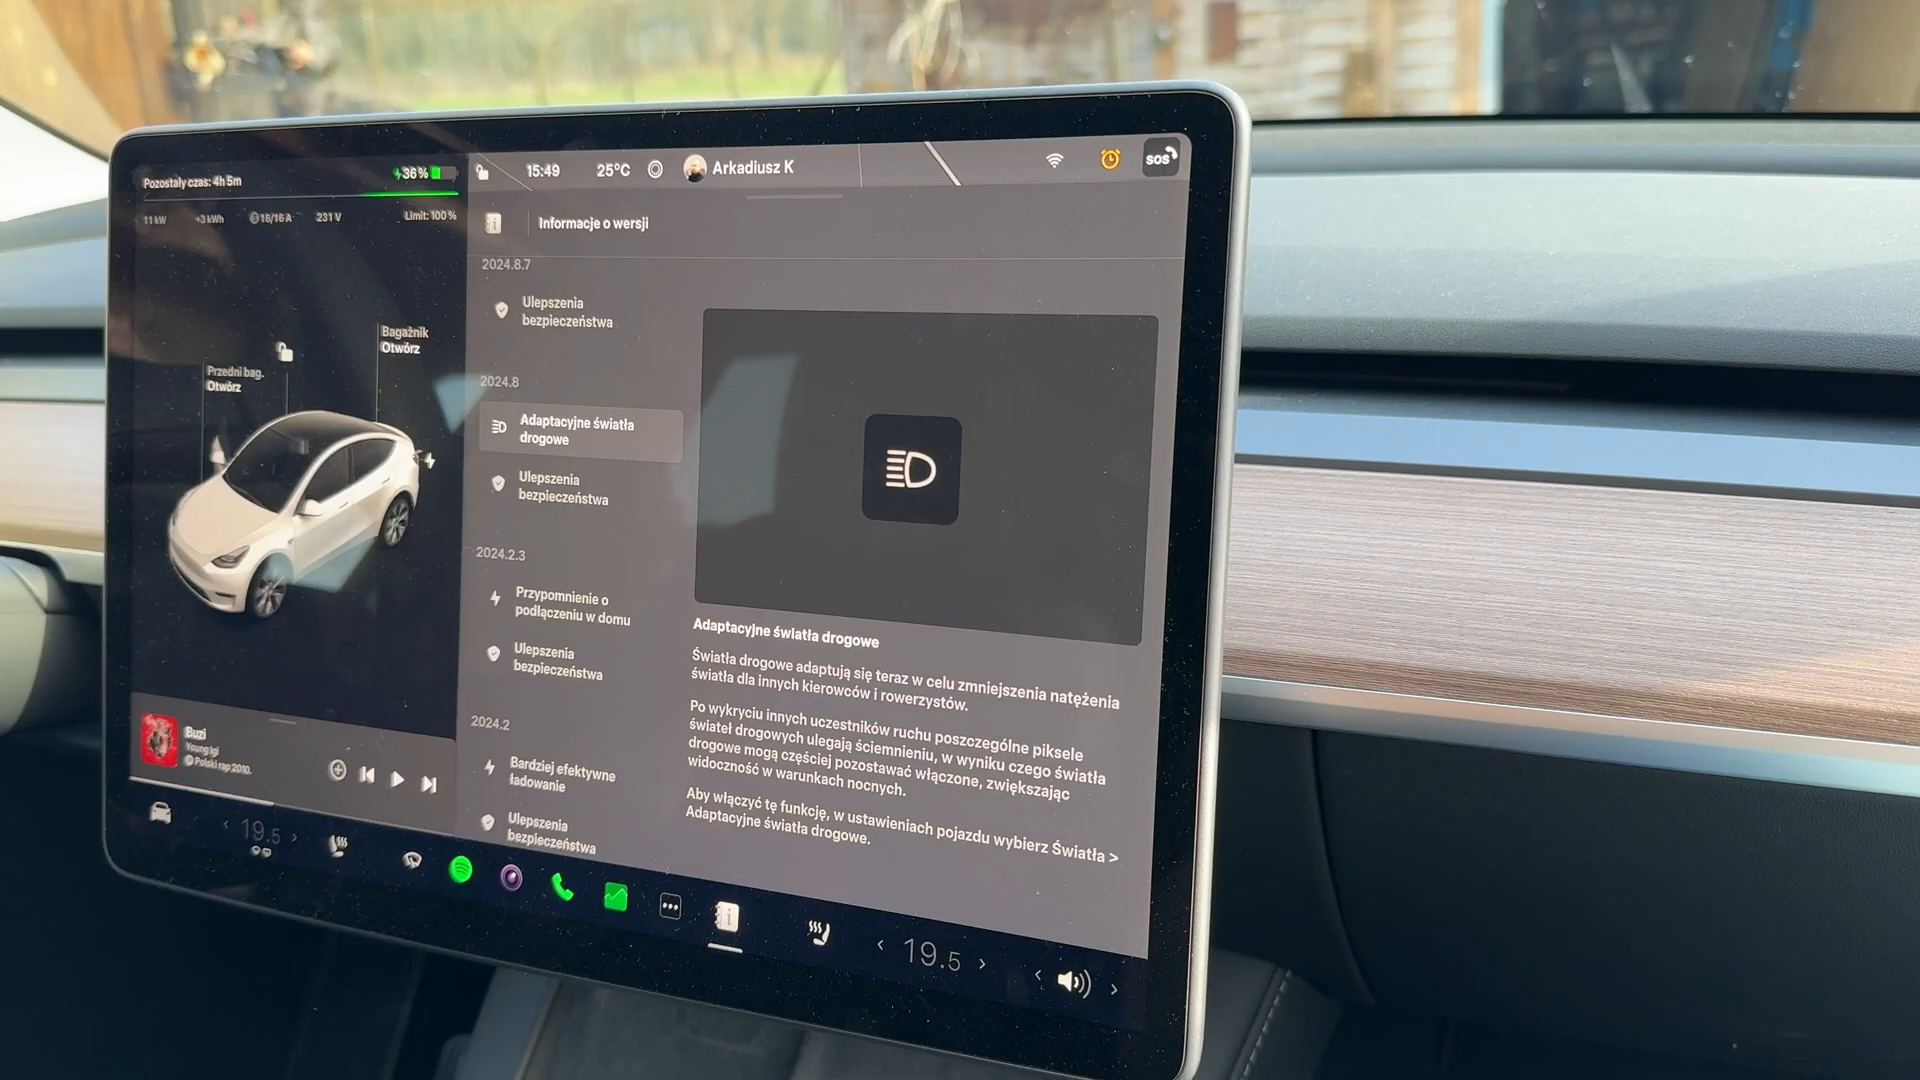 Pozostały czas: 4h 5m
36%
11 kW
+3 kWh
16/16 A
231 V
Limit: 100 %
15:49
25°C
Arkadiusz K
SOS
Informacje o wersji
Bagażnik
Otwórz
Przedni bag.
Otwórz
2024.8.7
Ulepszenia
bezpieczeństwa
2024.8
Adaptacyjne światła
drogowe
Ulepszenia
bezpieczeństwa
2024.2.3
Przypomnienie o
podłączeniu w domu
Ulepszenia
bezpieczeństwa
2024.2
Bardziej efektywne
ładowanie
Ulepszenia
bezpieczeństwa
Adaptacyjne światła drogowe
Światła drogowe adaptują się teraz w celu zmniejszenia natężenia
światła dla innych kierowców i rowerzystów.
Po wykryciu innych uczestników ruchu poszczególne piksele
świateł drogowych ulegają ściemnieniu, w wyniku czego światła
drogowe mogą częściej pozostawać włączone, zwiększając
widoczność w warunkach nocnych.
Aby włączyć tę funkcję, w ustawieniach pojazdu wybierz Światła >
Adaptacyjne światła drogowe.
Buzi
Young Igi
Polski rap 2010.
19.5
19.5